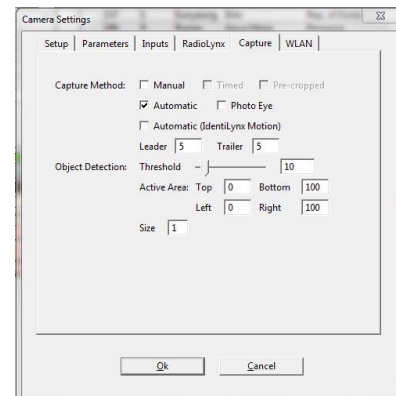 Camera Settings
Setup Parameters Inputs RadioLynx Capture WLAN
Capture Method: Manual Timed Pre-cropped
Automatic Photo Eye
Automatic (IdentiLynx Motion)
Leader 5 Trailer 5
Object Detection: Threshold 10
Active Area: Top 0 Bottom 100
Left 0 Right 100
Size 1
Ok Cancel